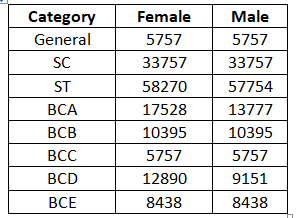 Category Female Male
General 5757 5757
SC 33757 33757
ST 58270 57754
BCA 17528 13777
BCB 10395 10395
BCC 5757 5757
BCD 12890 9151
BCE 8438 8438